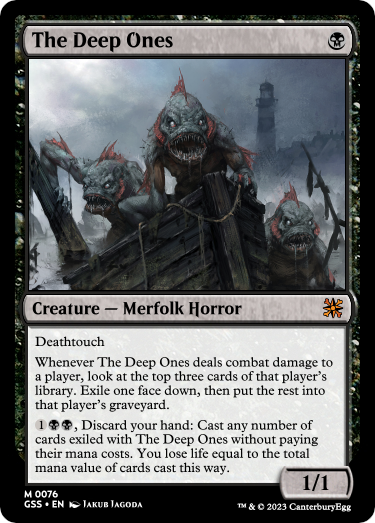 The Deep Ones
Creature — Merfolk Horror
Deathtouch
Whenever The Deep Ones deals combat damage to
a player, look at the top three cards of that player's
library. Exile one face down, then put the rest into
that player's graveyard.
1, Discard your hand: Cast any number of
cards exiled with The Deep Ones without paying
their mana costs. You lose life equal to the total
mana value of cards cast this way.
1/1
M 0076
GSS • EN JAKUB JAGODA
™ & © 2023 CanterburyEgg